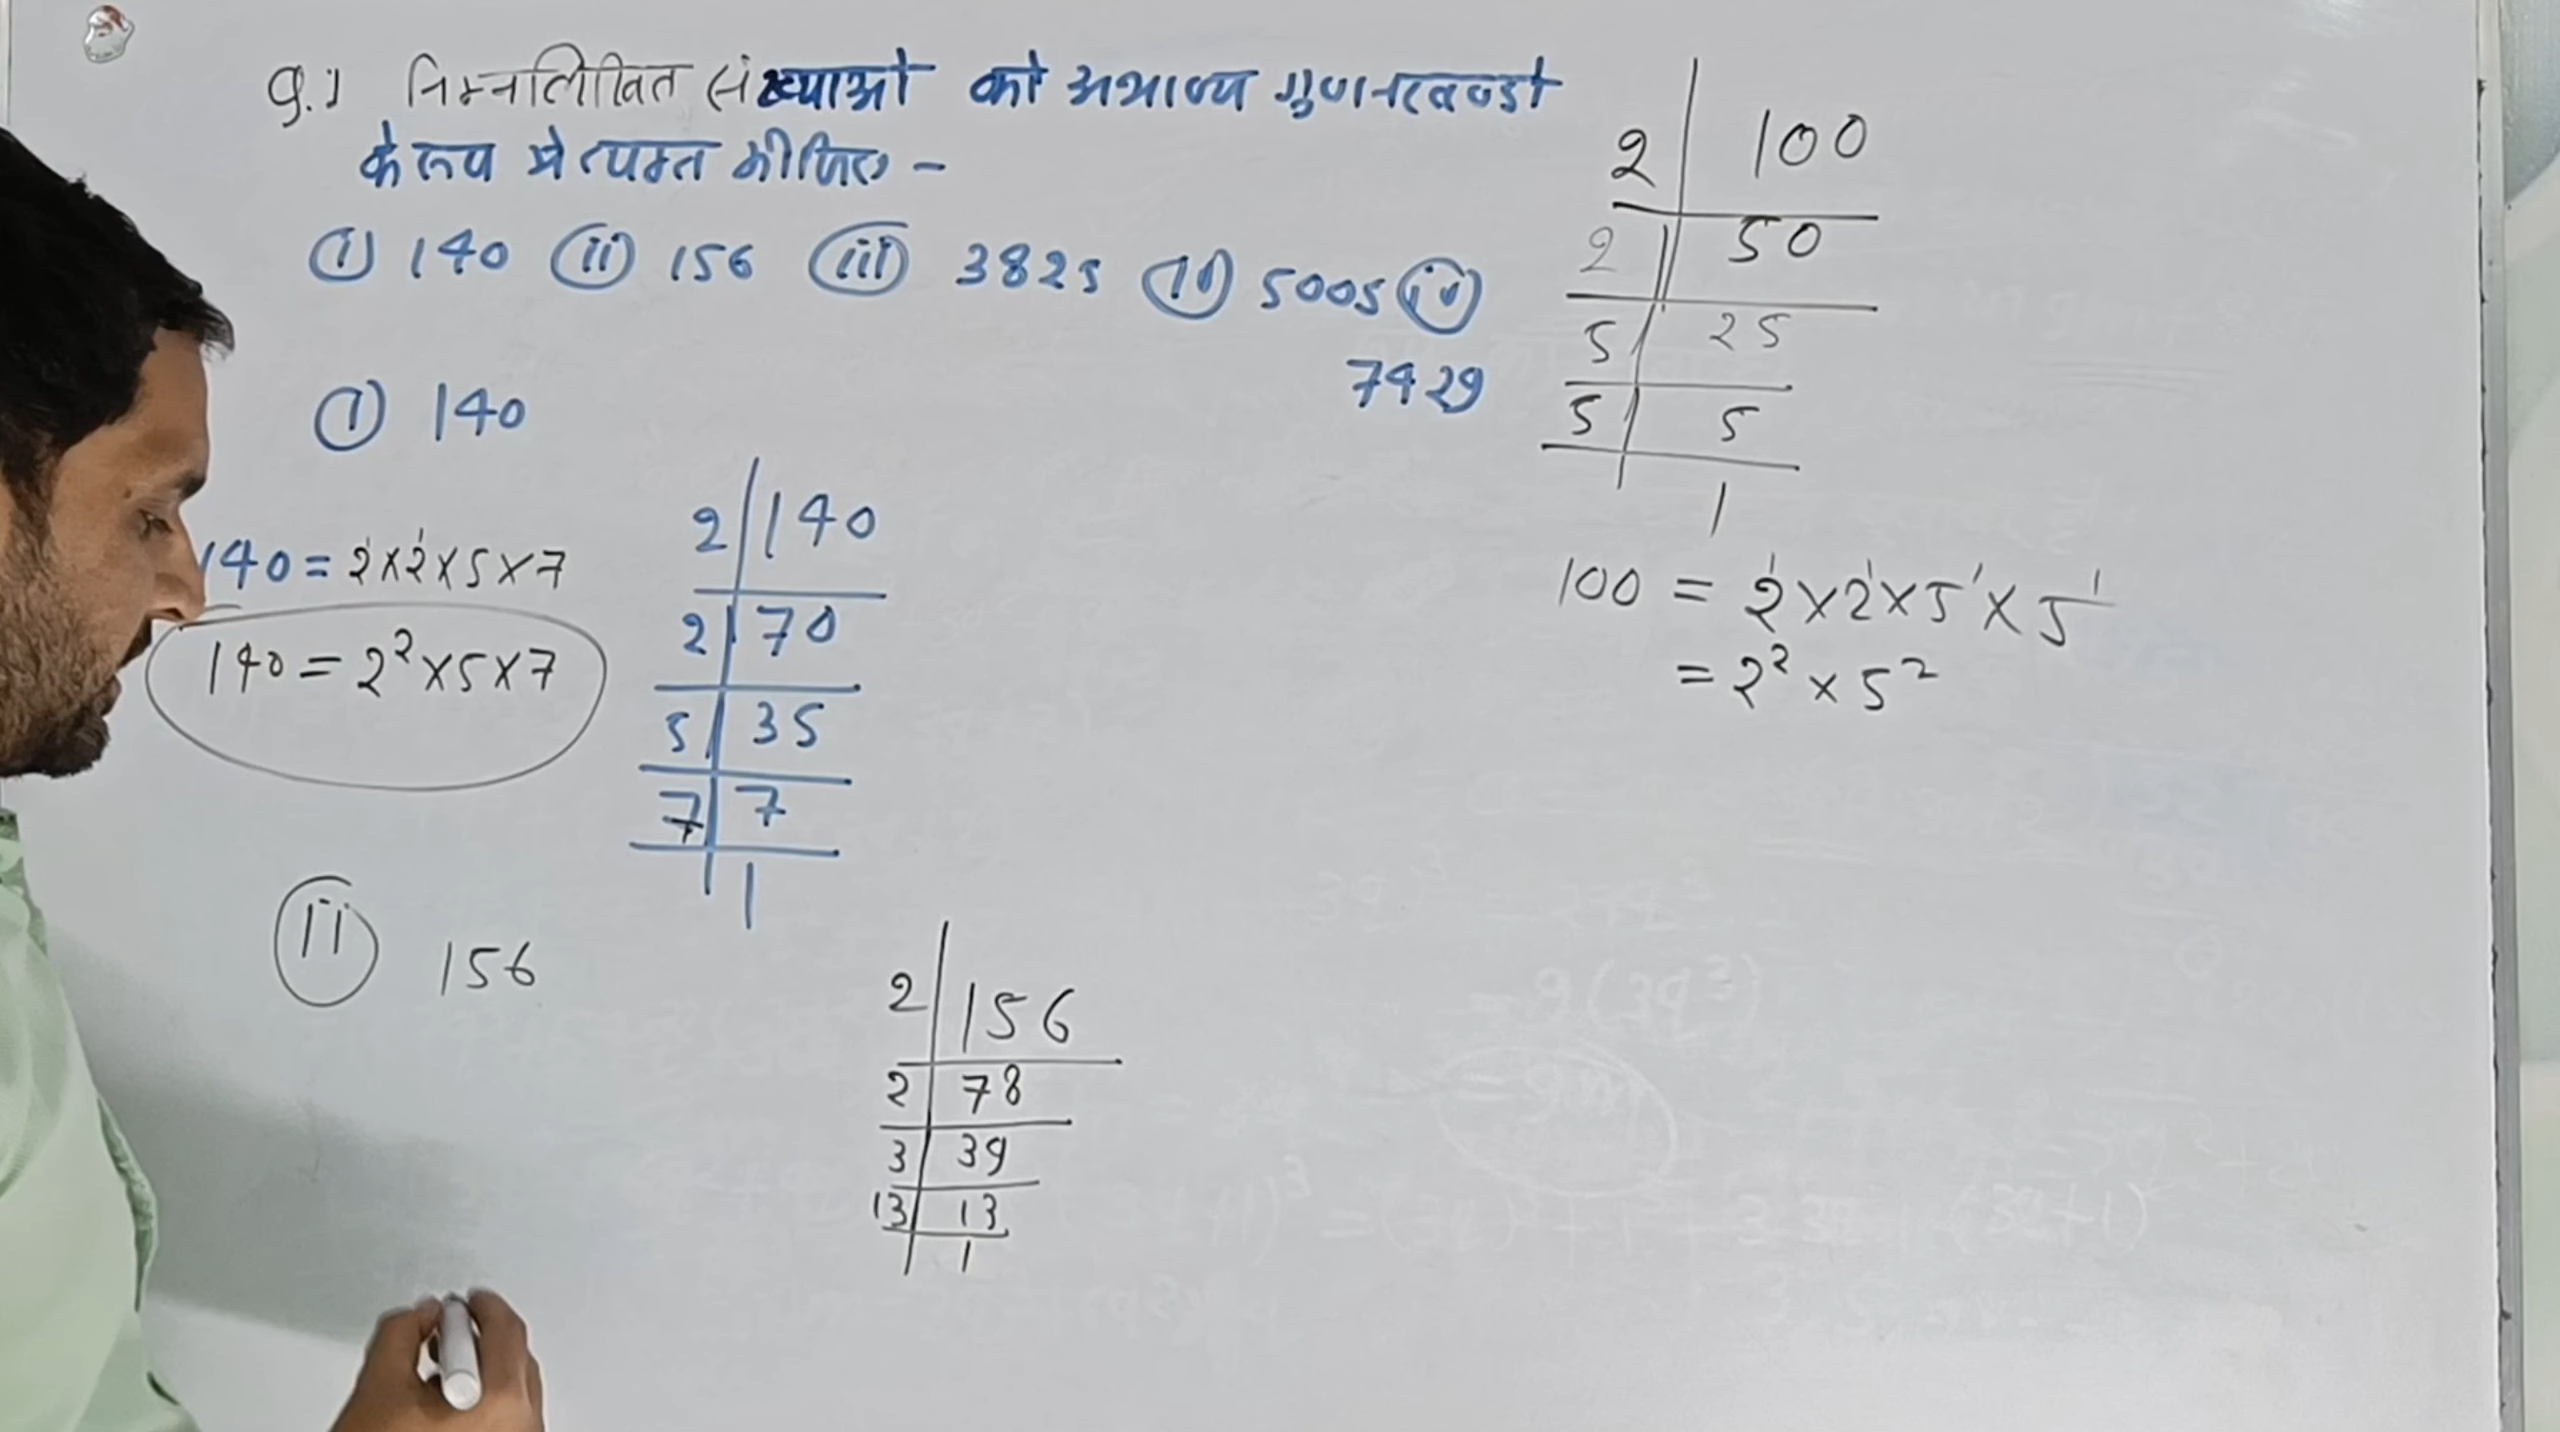 Q.1 निम्नलिखित संख्याओं को अभाज्य गुणनखण्डों
के रूप मे व्यक्त कीजिए -
(i) 140 (ii) 156 (iii) 3825 (iv) 5005 (iv)
7429
(i) 140
2 | 140
2 | 70
5 | 35
7 | 7
1
140 = 2×2×5×7
140 = 2²×5×7
(ii) 156
2 | 156
2 | 78
3 | 39
13 | 13
1
2 | 100
2 | 50
5 | 25
5 | 5
1
100 = 2×2×5×5
= 2² × 5²